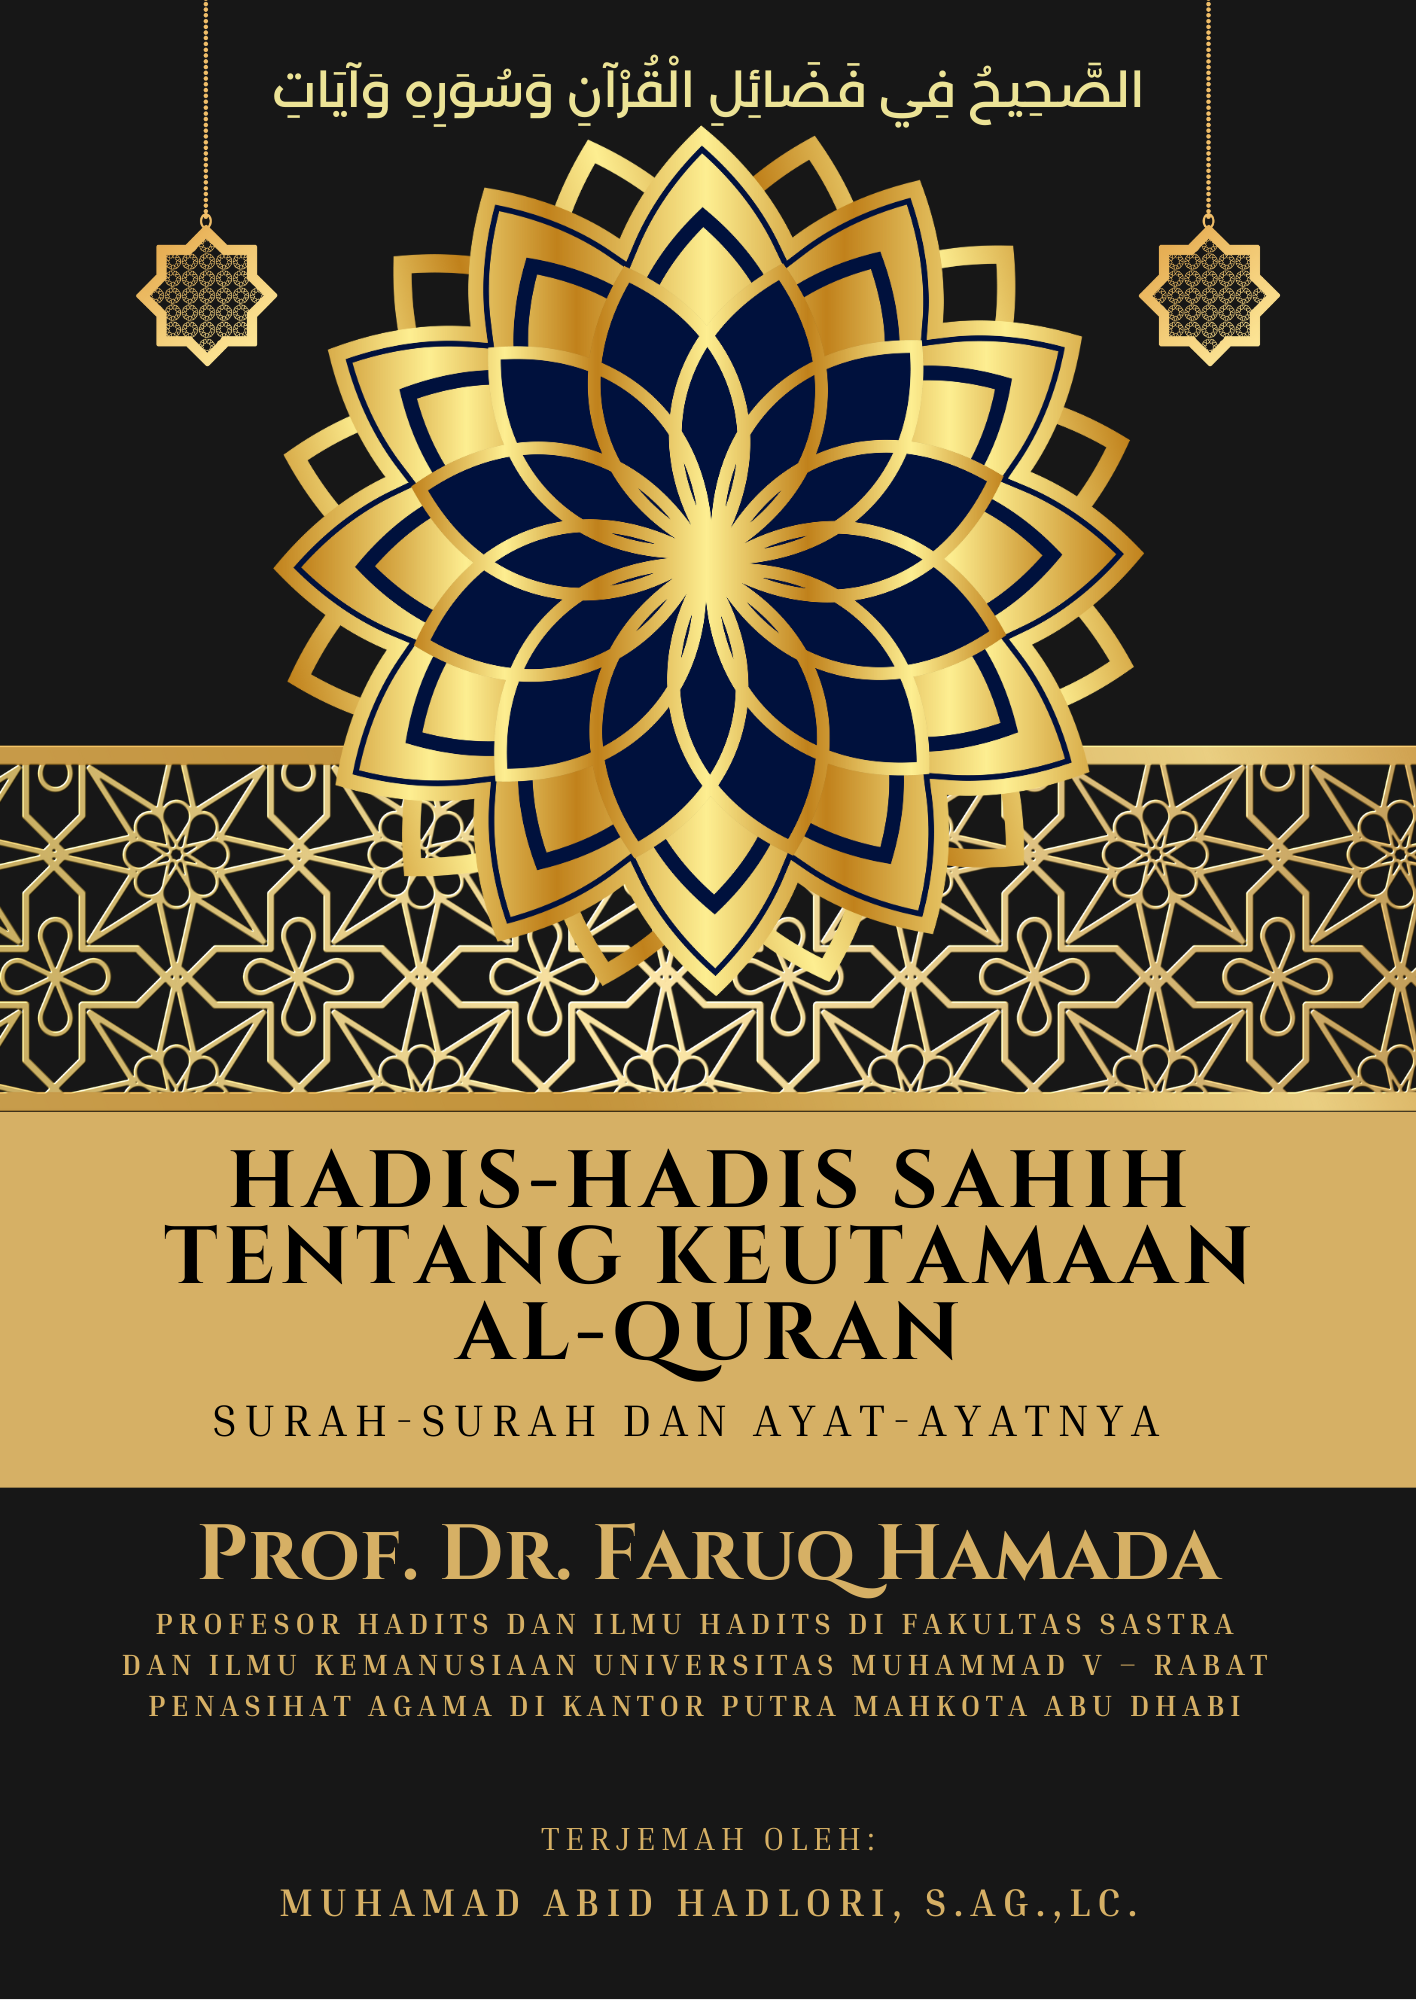 الصَّحِيحُ فِي فَضَائِلِ الْقُرْآنِ وَسُوَرِهِ وَآيَاتِ
HADIS-HADIS SAHIH
TENTANG KEUTAMAAN
AL-QURAN
SURAH-SURAH DAN AYAT-AYATNYA
PROF. DR. FARUQ HAMADA
PROFESOR HADITS DAN ILMU HADITS DI FAKULTAS SASTRA
DAN ILMU KEMANUSIAAN UNIVERSITAS MUHAMMAD V – RABAT
PENASIHAT AGAMA DI KANTOR PUTRA MAHKOTA ABU DHABI
TERJEMAH OLEH:
MUHAMAD ABID HADLORI, S.AG.,LC.